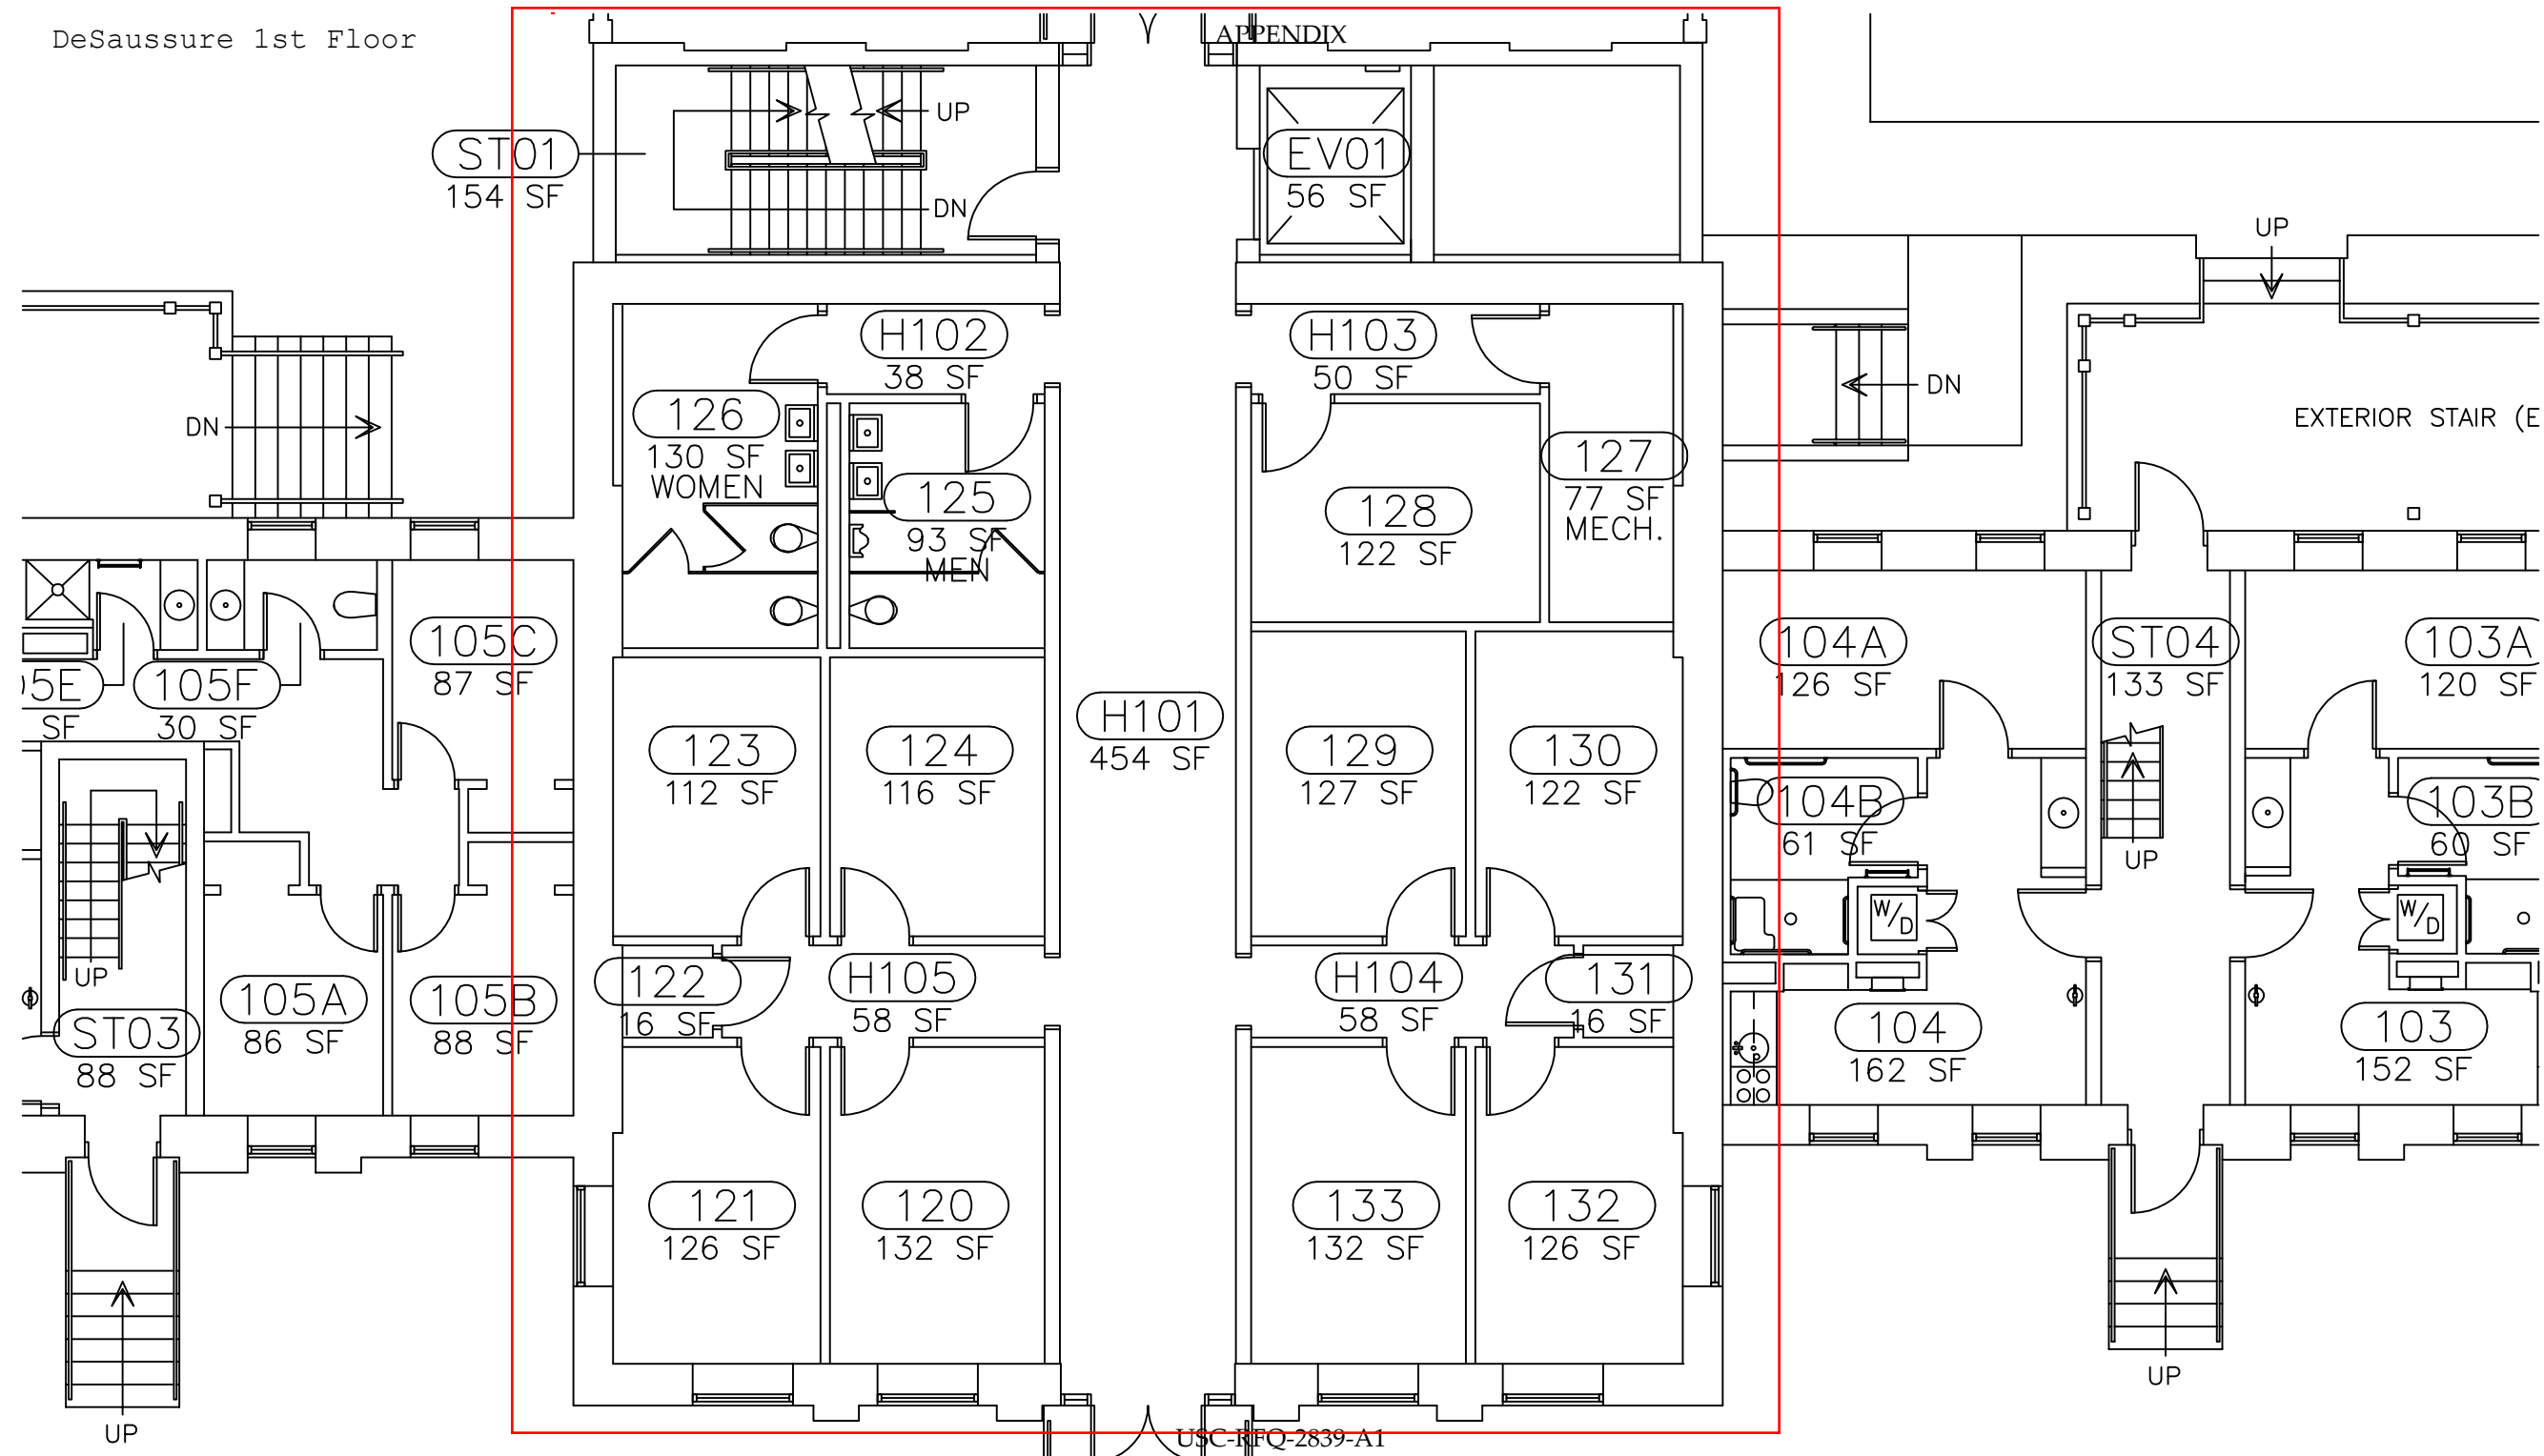 DeSaussure 1st Floor
APPENDIX
UP
ST01
154 SF
EV01
56 SF
DN
UP
H102
38 SF
H103
50 SF
DN
DN
126
130 SF
WOMEN
125
93 SF
MEN
127
77 SF
MECH.
128
122 SF
EXTERIOR STAIR (E
105C
87 SF
104A
126 SF
ST04
133 SF
103A
120 SF
05E
SF
105F
30 SF
H101
454 SF
123
112 SF
124
116 SF
129
127 SF
130
122 SF
104B
61 SF
103B
60 SF
UP
W/D
W/D
UP
122
16 SF
H105
58 SF
H104
58 SF
131
16 SF
105A
86 SF
105B
88 SF
ST03
88 SF
104
162 SF
103
152 SF
121
126 SF
120
132 SF
133
132 SF
132
126 SF
UP
UP
USC-RFQ-2839-A1